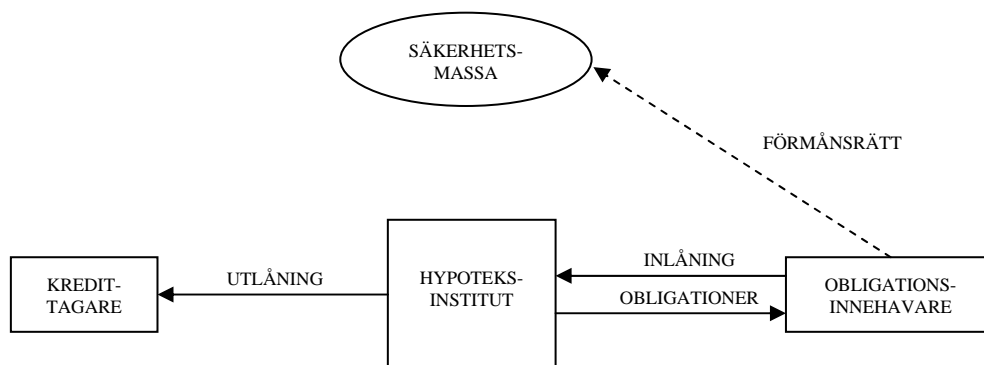 SÄKERHETS-
MASSA
FÖRMÅNSRÄTT
KREDIT-
TAGARE
UTLÅNING
HYPOTEKS-
INSTITUT
INLÅNING
OBLIGATIONER
OBLIGATIONS-
INNEHAVARE